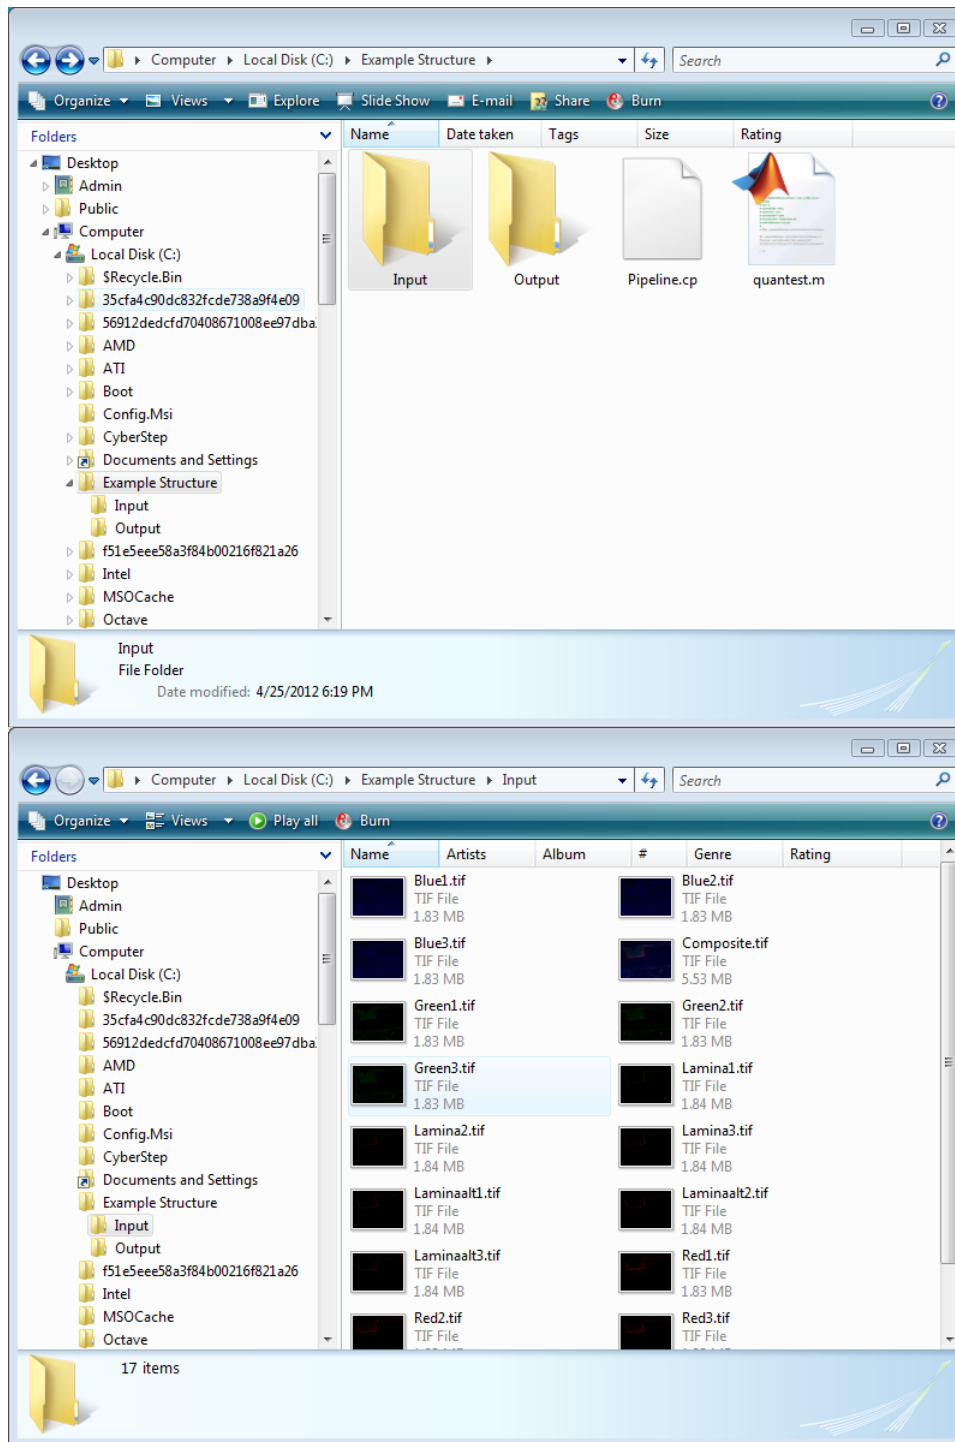 Computer Local Disk (C:) Example Structure
Search
Organize Views Explore Slide Show E-mail Share Burn
Folders
Name Date taken Tags Size Rating
Desktop
Admin
Public
Computer
Local Disk (C:)
$Recycle.Bin
35cfa4c90dc832fcde738a9f4e09
56912dedcfd70408671008ee97dba
AMD
ATI
Boot
Config.Msi
CyberStep
Documents and Settings
Example Structure
Input
Output
f51e5eee58a3f84b00216f821a26
Intel
MSOCache
Octave
Input
Output
Pipeline.cp
quantest.m
Input
File Folder
Date modified: 4/25/2012 6:19 PM
Computer Local Disk (C:) Example Structure Input
Search
Organize Views Play all Burn
Folders
Name Artists Album # Genre Rating
Desktop
Admin
Public
Computer
Local Disk (C:)
$Recycle.Bin
35cfa4c90dc832fcde738a9f4e09
56912dedcfd70408671008ee97dba
AMD
ATI
Boot
Config.Msi
CyberStep
Documents and Settings
Example Structure
Input
Output
f51e5eee58a3f84b00216f821a26
Intel
MSOCache
Octave
Blue1.tif
TIF File
1.83 MB
Blue2.tif
TIF File
1.83 MB
Blue3.tif
TIF File
1.83 MB
Composite.tif
TIF File
5.53 MB
Green1.tif
TIF File
1.83 MB
Green2.tif
TIF File
1.83 MB
Green3.tif
TIF File
1.83 MB
Lamina1.tif
TIF File
1.84 MB
Lamina2.tif
TIF File
1.84 MB
Lamina3.tif
TIF File
1.84 MB
Laminaalt1.tif
TIF File
1.84 MB
Laminaalt2.tif
TIF File
1.84 MB
Laminaalt3.tif
TIF File
1.84 MB
Red1.tif
TIF File
1.83 MB
Red2.tif
TIF File
Red3.tif
TIF File
17 items